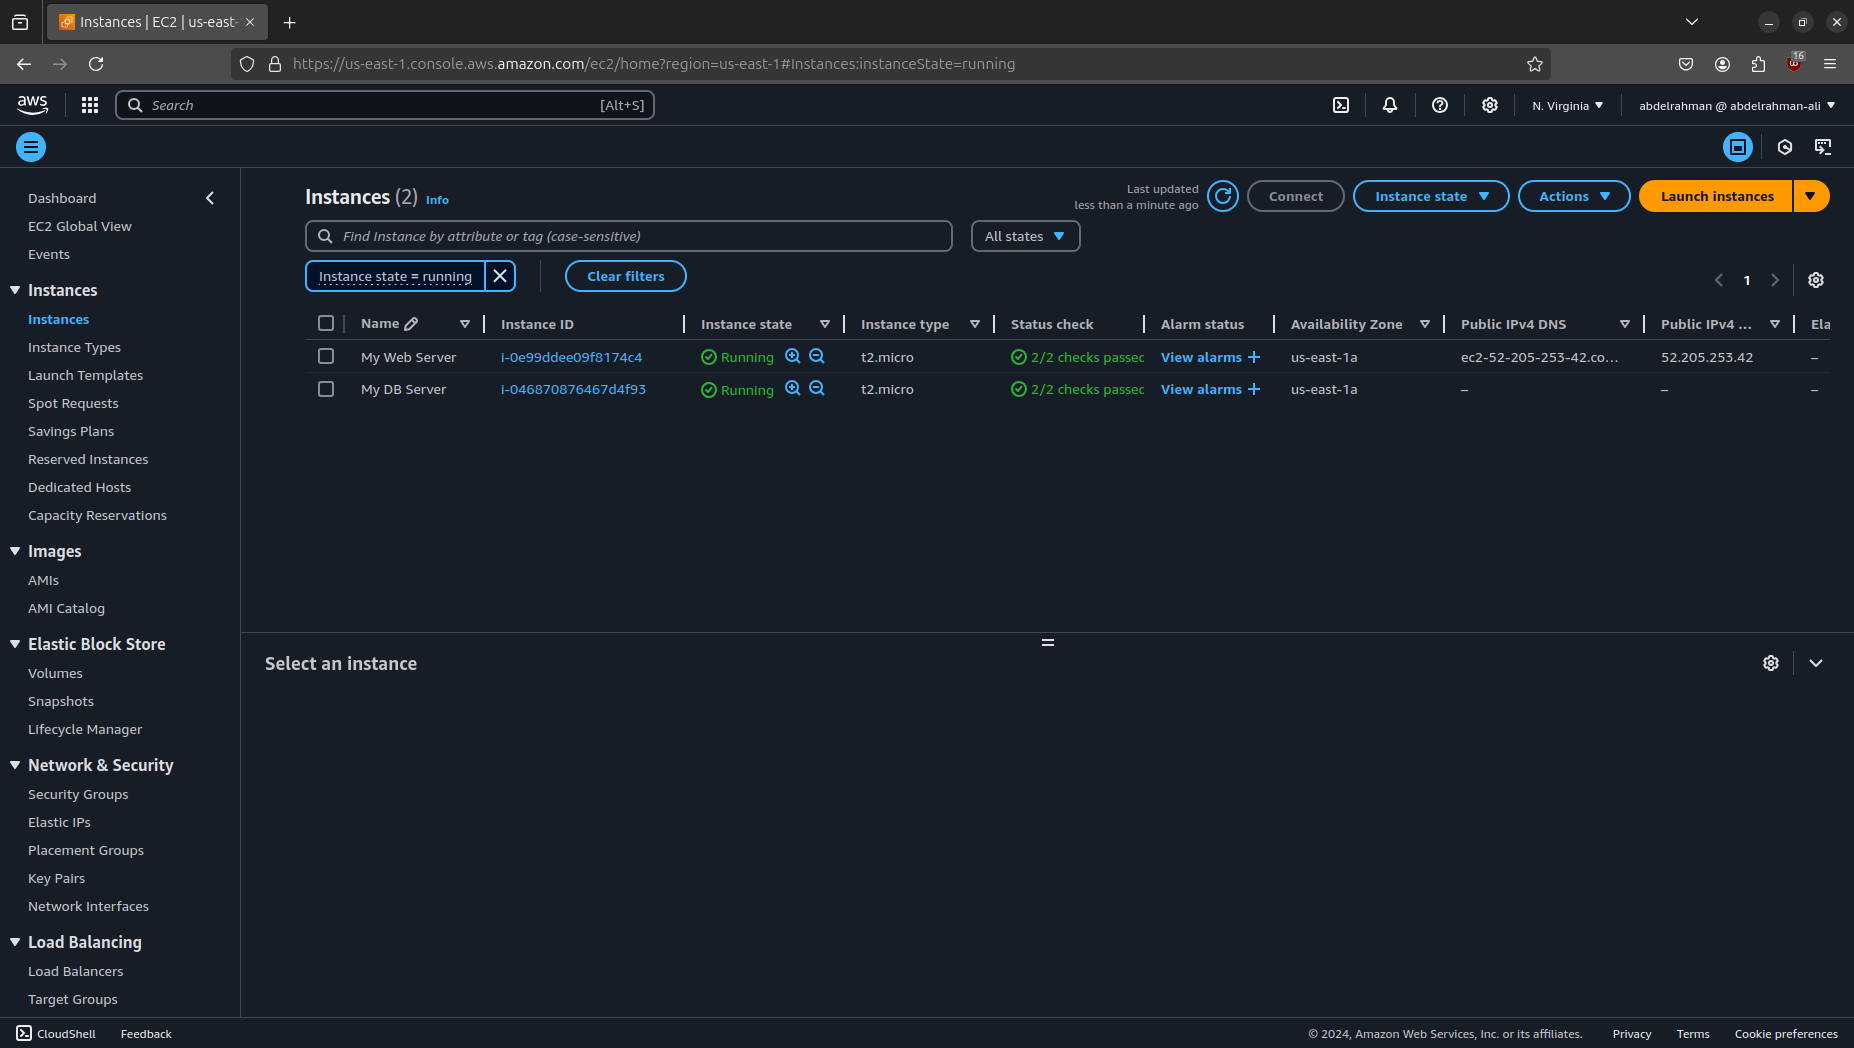 Instances | EC2 | us-east-
https://us-east-1.console.aws.amazon.com/ec2/home?region=us-east-1#Instances:instanceState=running
16
aws
Search
[Alt+S]
N. Virginia
abdelrahman @ abdelrahman-ali
Dashboard
EC2 Global View
Events
Instances
Instances
Instance Types
Launch Templates
Spot Requests
Savings Plans
Reserved Instances
Dedicated Hosts
Capacity Reservations
Images
AMIs
AMI Catalog
Elastic Block Store
Volumes
Snapshots
Lifecycle Manager
Network & Security
Security Groups
Elastic IPs
Placement Groups
Key Pairs
Network Interfaces
Load Balancing
Load Balancers
Target Groups
Instances (2) Info
Last updated
less than a minute ago
Connect
Instance state
Actions
Launch instances
Find Instance by attribute or tag (case-sensitive)
All states
Instance state = running
Clear filters
1
Name Instance ID Instance state Instance type Status check Alarm status Availability Zone Public IPv4 DNS Public IPv4 ... Ela
My Web Server i-0e99ddee09f8174c4 Running t2.micro 2/2 checks passec View alarms + us-east-1a ec2-52-205-253-42.co... 52.205.253.42 –
My DB Server i-046870876467d4f93 Running t2.micro 2/2 checks passec View alarms + us-east-1a – – –
Select an instance
CloudShell Feedback © 2024, Amazon Web Services, Inc. or its affiliates. Privacy Terms Cookie preferences